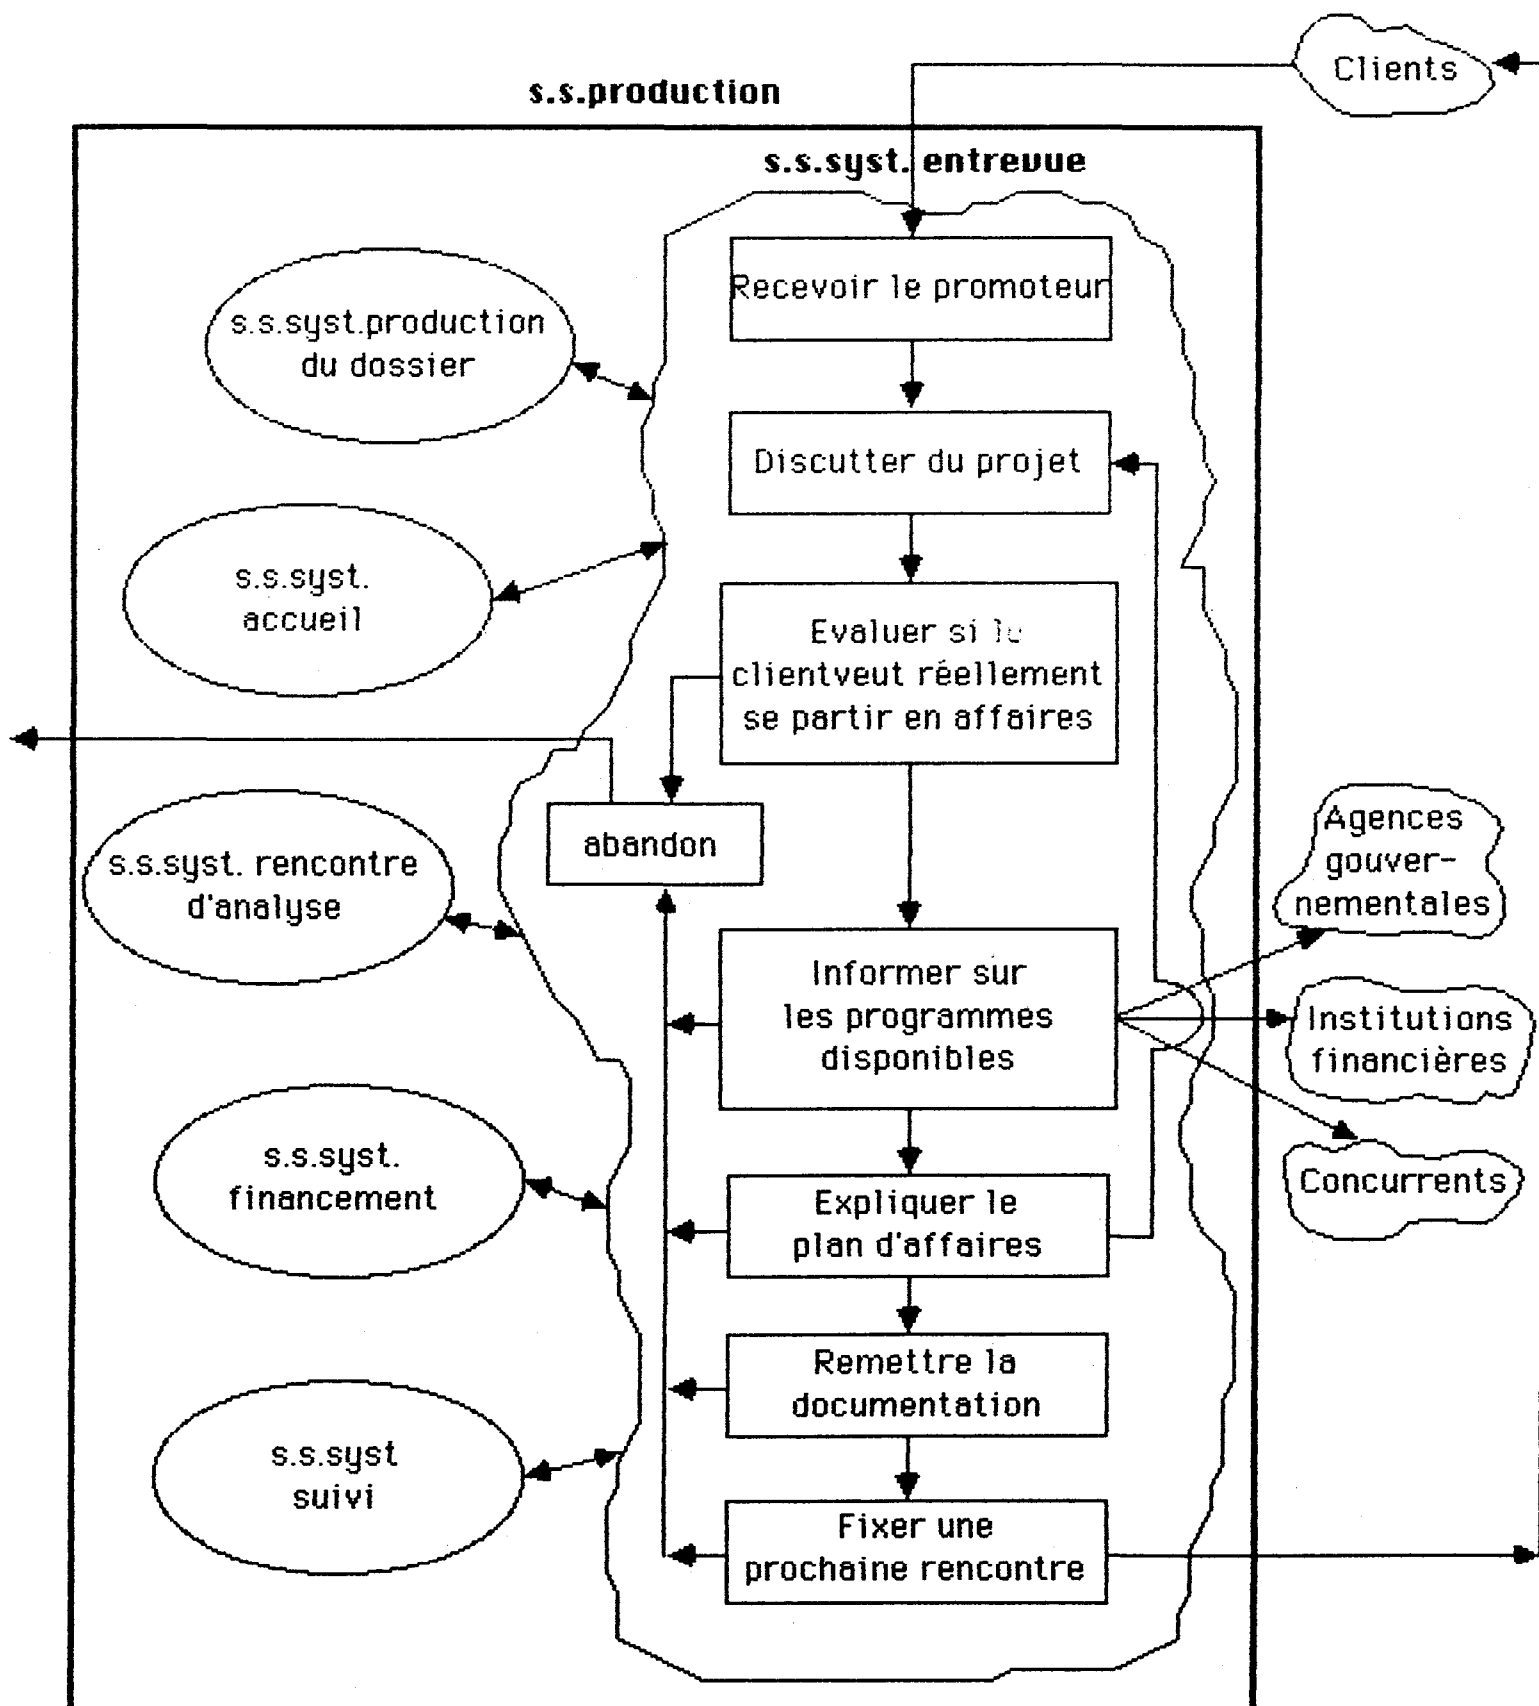 Clients
s.s.production
s.s.syst. entrevue
Recevoir le promoteur
s.s.syst.production
du dossier
Discutter du projet
s.s.syst.
accueil
Evaluer si le
clientveut réellement
se partir en affaires
abandon
s.s.syst. rencontre
d'analyse
Agences
gouver-
nementales
Informer sur
les programmes
disponibles
Institutions
financières
s.s.syst.
financement
Expliquer le
plan d'affaires
Concurrents
Remettre la
documentation
s.s.syst
suivi
Fixer une
prochaine rencontre